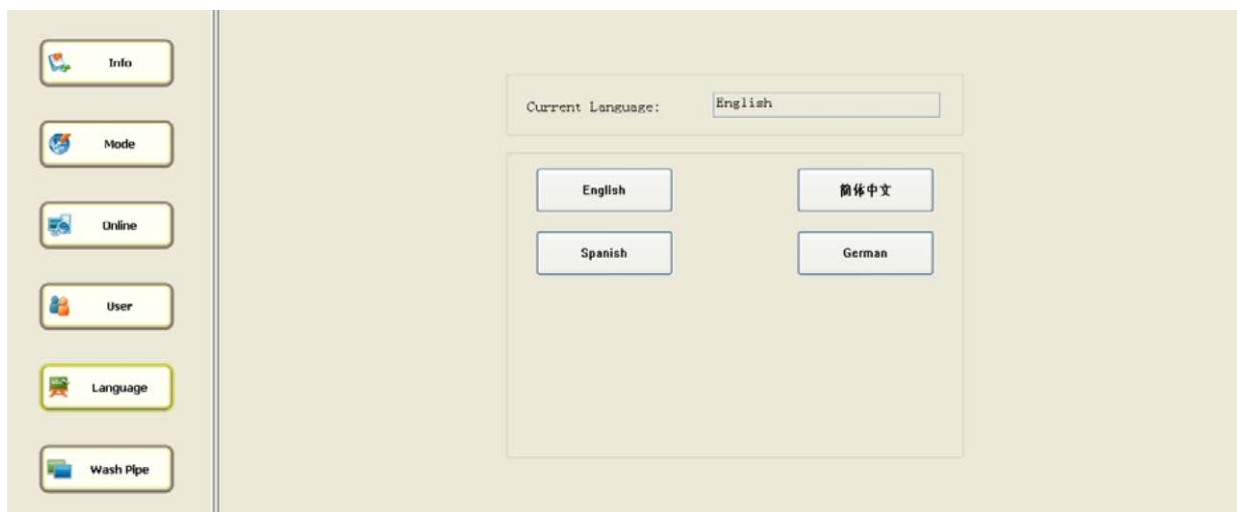 Info
Mode
Online
User
Language
Wash Pipe
Current Language: English
English 简体中文
Spanish German